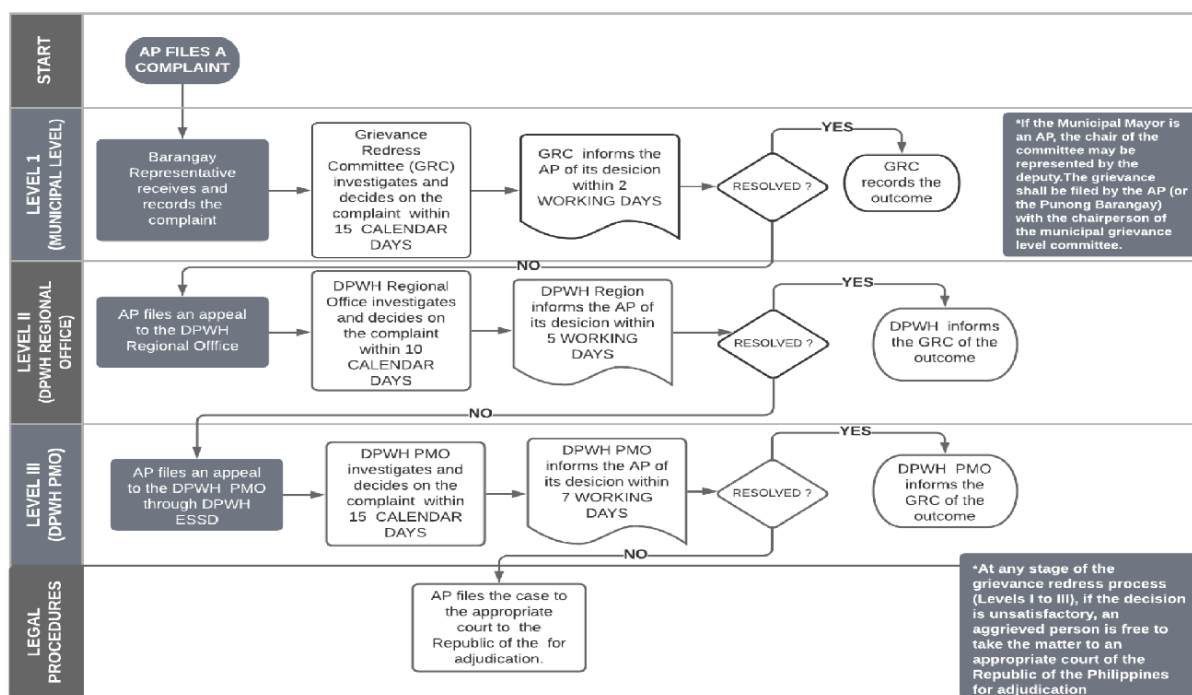 START
AP FILES A
COMPLAINT
LEVEL 1
(MUNICIPAL LEVEL)
Barangay
Representative
receives and
records the
complaint
Grievance
Redress
Committee (GRC)
investigates and
decides on the
complaint within
15 CALENDAR
DAYS
GRC informs the
AP of its desicion
within 2
WORKING DAYS
RESOLVED ?
YES
GRC
records the
outcome
*If the Municipal Mayor is
an AP, the chair of the
committee may be
represented by the
deputy.The grievance
shall be filed by the AP (or
the Punong Barangay)
with the chairperson of
the municipal grievance
level committee.
NO
LEVEL II
(DPWH REGIONAL
OFFICE)
AP files an appeal
to the DPWH
Regional Offfice
DPWH Regional
Office investigates
and decides on
the complaint
within 10
CALENDAR
DAYS
DPWH Region
informs the AP of
its desicion within
5 WORKING
DAYS
RESOLVED ?
YES
DPWH informs
the GRC of the
outcome
NO
LEVEL III
(DPWH PMO)
AP files an appeal
to the DPWH PMO
through DPWH
ESSD
DPWH PMO
investigates and
decides on the
complaint within
15 CALENDAR
DAYS
DPWH PMO
informs the AP of
its desicion within
7 WORKING
DAYS
RESOLVED ?
YES
DPWH PMO
informs the
GRC of the
outcome
NO
LEGAL
PROCEDURES
AP files the case to
the appropriate
court to the
Republic of the for
adjudication.
*At any stage of the
grievance redress process
(Levels I to III), if the decision
is unsatisfactory, an
aggrieved person is free to
take the matter to an
appropriate court of the
Republic of the Philippines
for adjudication